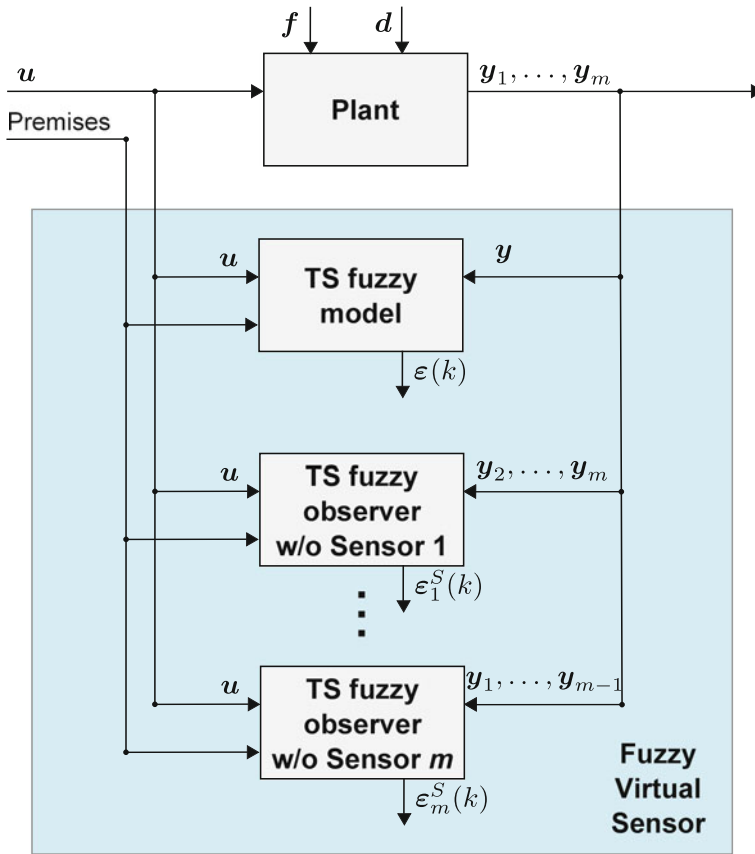 f d
u
y₁, . . . , yₘ
Plant
Premises
u
TS fuzzy
model
y
ε(k)
u
TS fuzzy
observer
w/o Sensor 1
y₂, . . . , yₘ
ε₁ˢ(k)
⋮
u
TS fuzzy
observer
w/o Sensor m
y₁, . . . , yₘ₋₁
εₘˢ(k)
Fuzzy
Virtual
Sensor